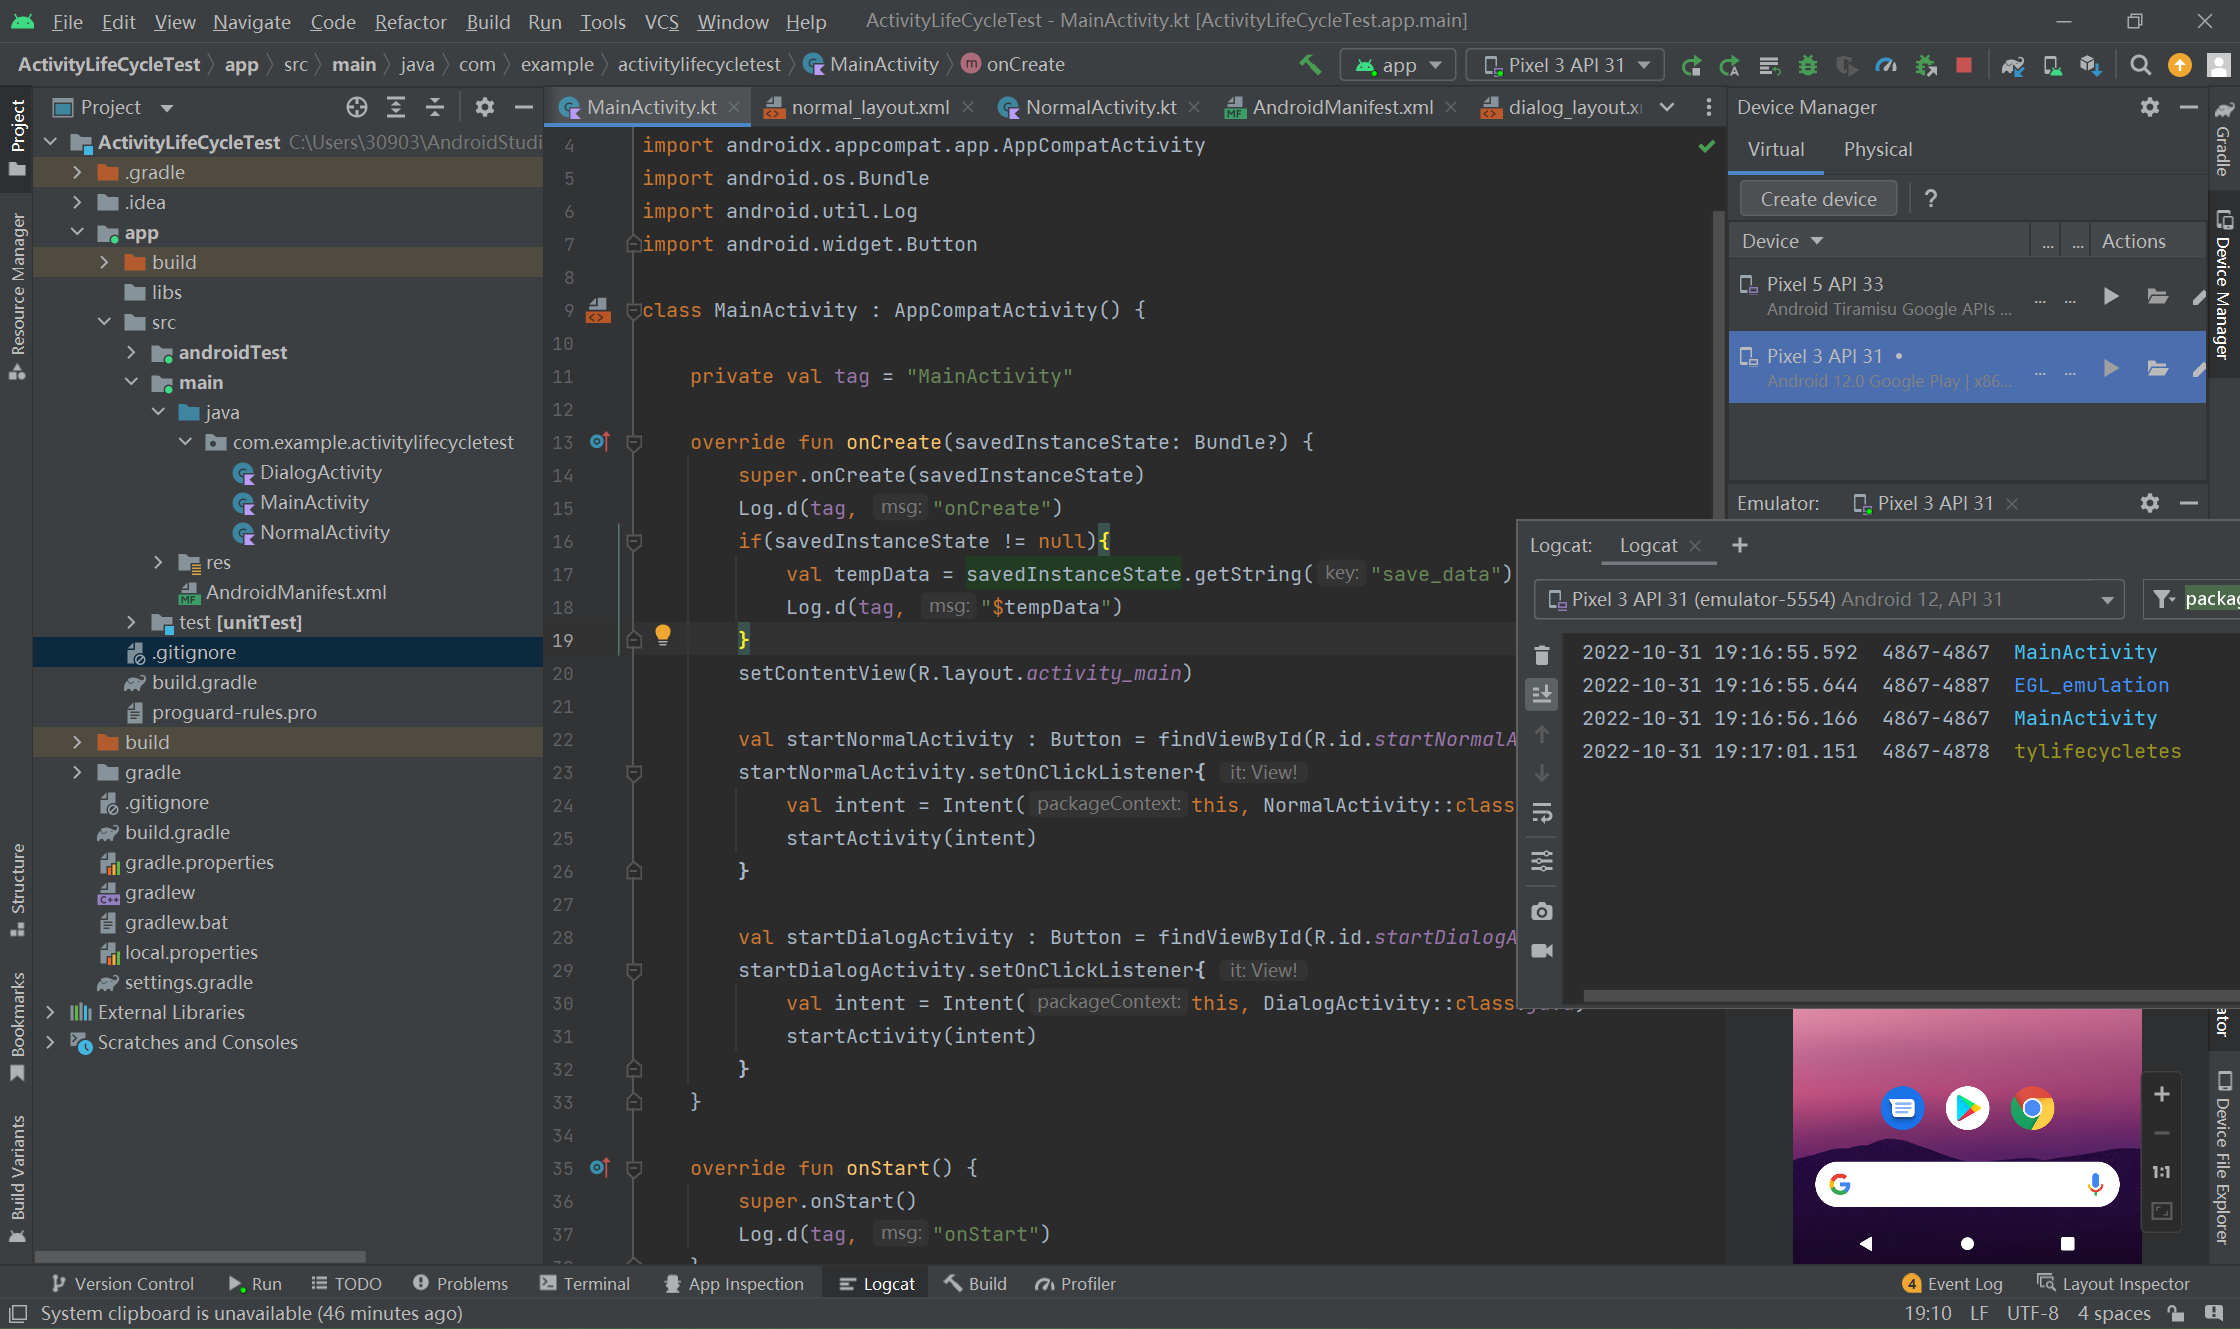 File Edit View Navigate Code Refactor Build Run Tools VCS Window Help ActivityLifeCycleTest - MainActivity.kt [ActivityLifeCycleTest.app.main]
ActivityLifeCycleTest app src main java com example activitylifecycletest MainActivity onCreate app Pixel 3 API 31
Project
Resource Manager
Structure
Bookmarks
Build Variants
Project
ActivityLifeCycleTest C:\Users\30903\AndroidStudi
.gradle
.idea
app
build
libs
src
androidTest
main
java
com.example.activitylifecycletest
DialogActivity
MainActivity
NormalActivity
res
AndroidManifest.xml
test [unitTest]
.gitignore
build.gradle
proguard-rules.pro
build
gradle
.gitignore
build.gradle
gradle.properties
gradlew
gradlew.bat
local.properties
settings.gradle
External Libraries
Scratches and Consoles
MainActivity.kt normal_layout.xml NormalActivity.kt AndroidManifest.xml dialog_layout.x
4 import androidx.appcompat.app.AppCompatActivity
5 import android.os.Bundle
6 import android.util.Log
7 import android.widget.Button
8
9 class MainActivity : AppCompatActivity() {
10
11 private val tag = "MainActivity"
12
13 override fun onCreate(savedInstanceState: Bundle?) {
14 super.onCreate(savedInstanceState)
15 Log.d(tag, msg: "onCreate")
16 if(savedInstanceState != null){
17 val tempData = savedInstanceState.getString( key: "save_data")
18 Log.d(tag, msg: "$tempData")
19 }
20 setContentView(R.layout.activity_main)
21
22 val startNormalActivity : Button = findViewById(R.id.startNormalA
23 startNormalActivity.setOnClickListener{ it: View!
24 val intent = Intent( packageContext: this, NormalActivity::class
25 startActivity(intent)
26 }
27
28 val startDialogActivity : Button = findViewById(R.id.startDialogA
29 startDialogActivity.setOnClickListener{ it: View!
30 val intent = Intent( packageContext: this, DialogActivity::class
31 startActivity(intent)
32 }
33 }
34
35 override fun onStart() {
36 super.onStart()
37 Log.d(tag, msg: "onStart")
Device Manager
Virtual Physical
Create device ?
Device ... ... Actions
Pixel 5 API 33
Android Tiramisu Google APIs ... ... ...
Pixel 3 API 31 •
Android 12.0 Google Play | x86... ... ...
Emulator: Pixel 3 API 31
Logcat: Logcat
Pixel 3 API 31 (emulator-5554) Android 12, API 31 packag
2022-10-31 19:16:55.592 4867-4867 MainActivity
2022-10-31 19:16:55.644 4867-4887 EGL_emulation
2022-10-31 19:16:56.166 4867-4867 MainActivity
2022-10-31 19:17:01.151 4867-4878 tylifecycletes
1:1
Gradle
Device Manager
ator
Device File Explorer
Version Control Run TODO Problems Terminal App Inspection Logcat Build Profiler 4 Event Log Layout Inspector
System clipboard is unavailable (46 minutes ago) 19:10 LF UTF-8 4 spaces